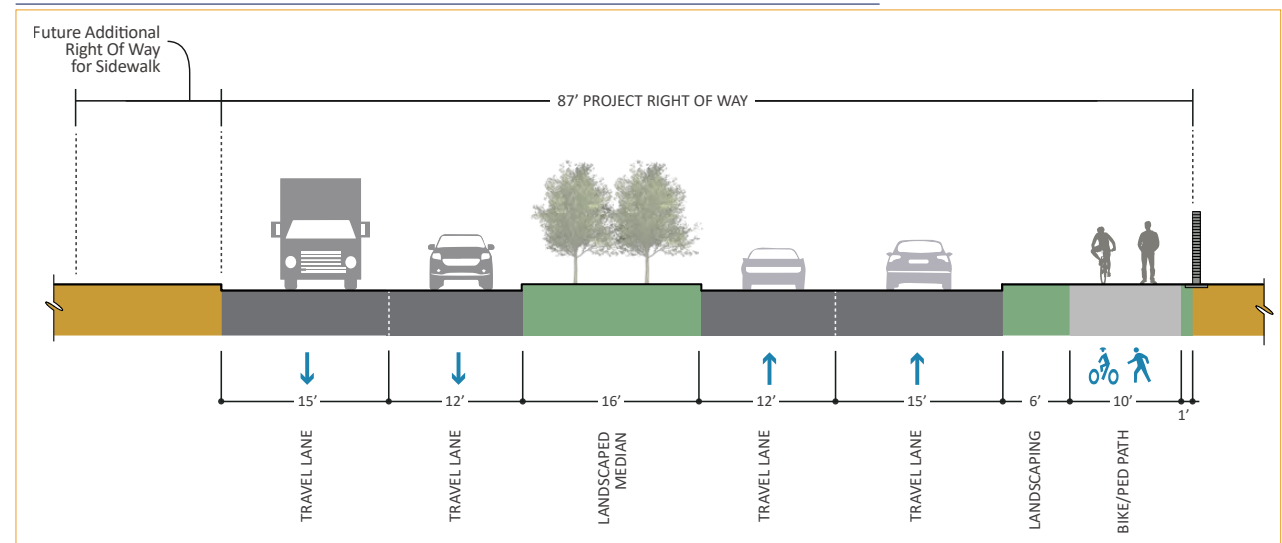 Future Additional
Right Of Way
for Sidewalk
87’ PROJECT RIGHT OF WAY
15’
12’
16’
12’
15’
6’
10’
1’
TRAVEL LANE
TRAVEL LANE
LANDSCAPED
MEDIAN
TRAVEL LANE
TRAVEL LANE
LANDSCAPING
BIKE/PED PATH